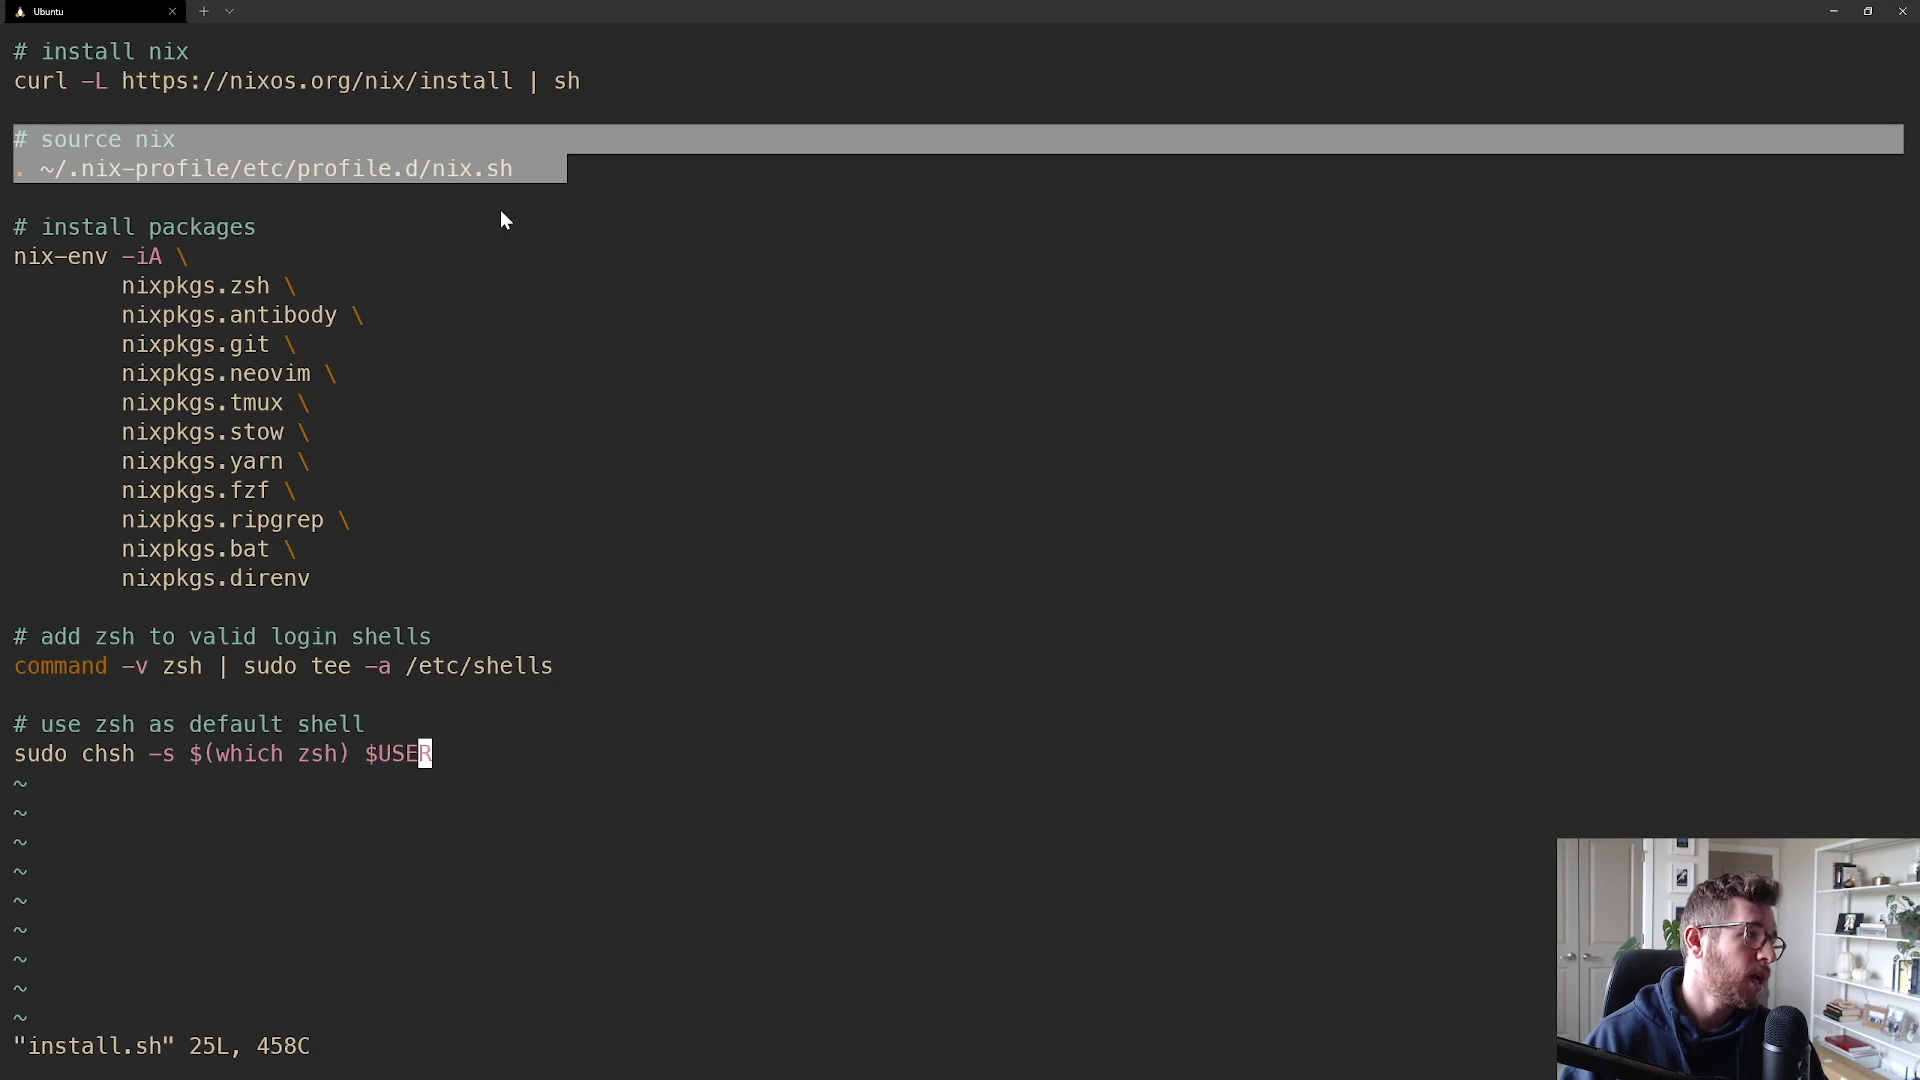 Ubuntu
# install nix
curl -L https://nixos.org/nix/install | sh
# source nix
. ~/.nix-profile/etc/profile.d/nix.sh
# install packages
nix-env -iA \
nixpkgs.zsh \
nixpkgs.antibody \
nixpkgs.git \
nixpkgs.neovim \
nixpkgs.tmux \
nixpkgs.stow \
nixpkgs.yarn \
nixpkgs.fzf \
nixpkgs.ripgrep \
nixpkgs.bat \
nixpkgs.direnv
# add zsh to valid login shells
command -v zsh | sudo tee -a /etc/shells
# use zsh as default shell
sudo chsh -s $(which zsh) $USER
~
~
~
~
~
~
~
~
~
"install.sh" 25L, 458C